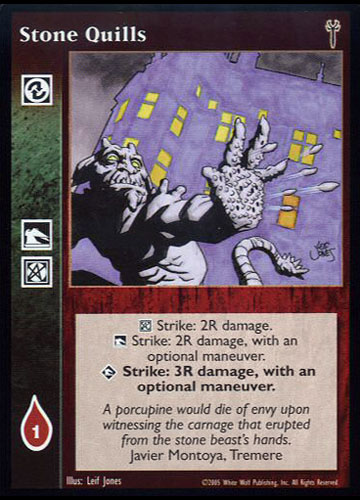 Stone Quills
LEIF JONES
Strike: 2R damage.
Strike: 2R damage, with an
optional maneuver.
Strike: 3R damage, with an
optional maneuver.
A porcupine would die of envy upon
witnessing the carnage that erupted
from the stone beast's hands.
Javier Montoya, Tremere
1
Illus: Leif Jones
©2005 White Wolf Publishing, Inc. All Rights Reserved.